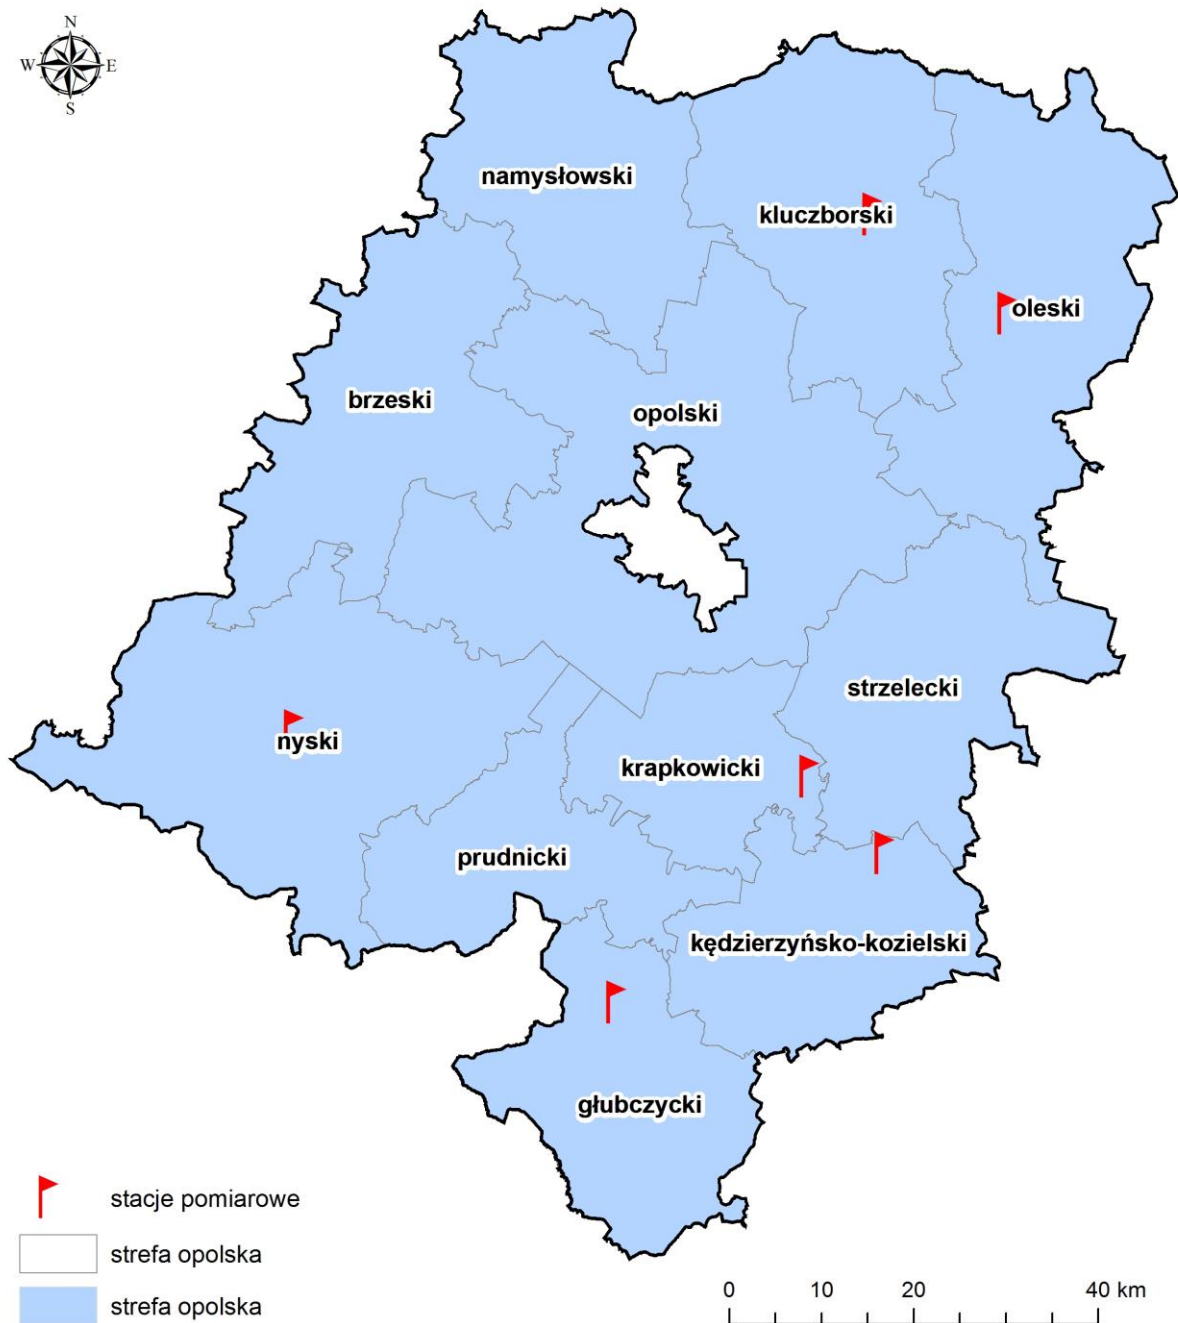 N
W E
S
namysłowski
kluczborski
oleski
brzeski
opolski
strzelecki
nyski
krapkowicki
prudnicki
kędzierzyńsko-kozielski
głubczycki
stacje pomiarowe
strefa opolska
strefa opolska
0 10 20 40 km